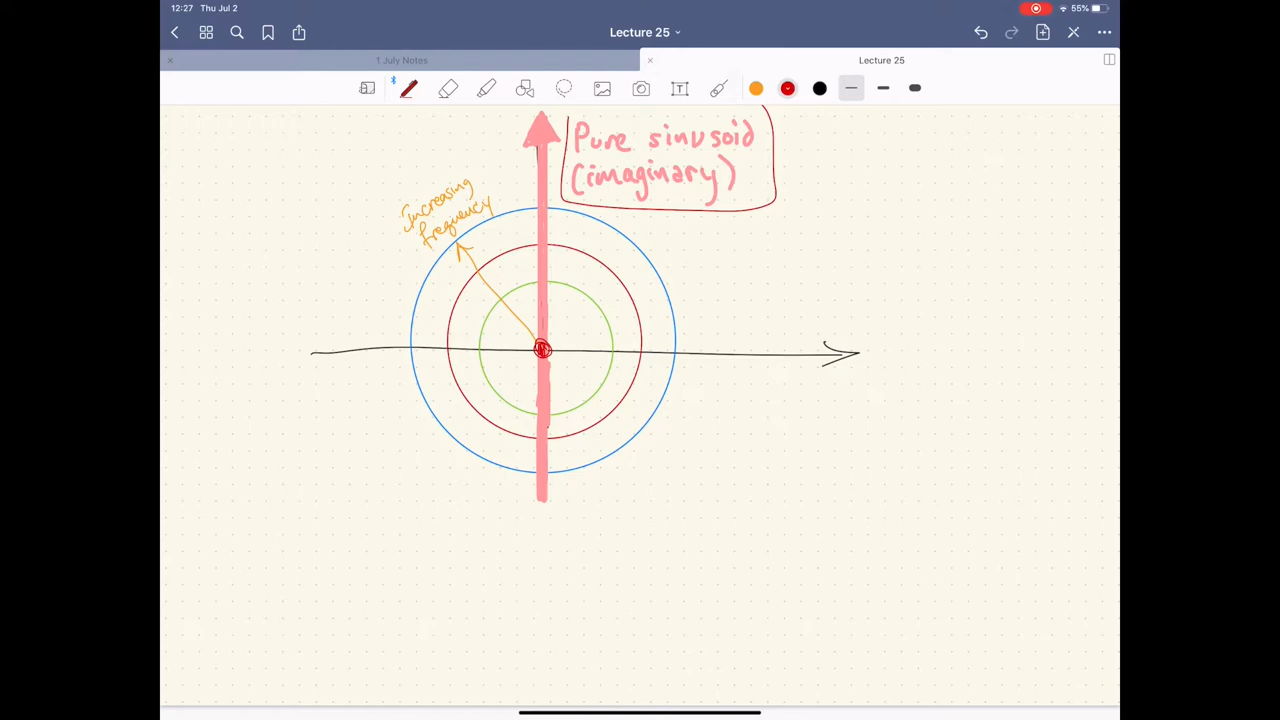 12:27 Thu Jul 2
55%
Lecture 25
1 July Notes
Lecture 25
Pure sinusoid
(imaginary)
Increasing
frequency